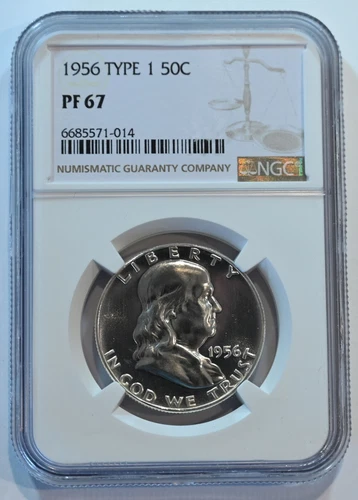 1956 TYPE 1 50C
PF 67
6685571-014
NUMISMATIC GUARANTY COMPANY
NGC
LIBERTY
1956
IN GOD WE TRUST